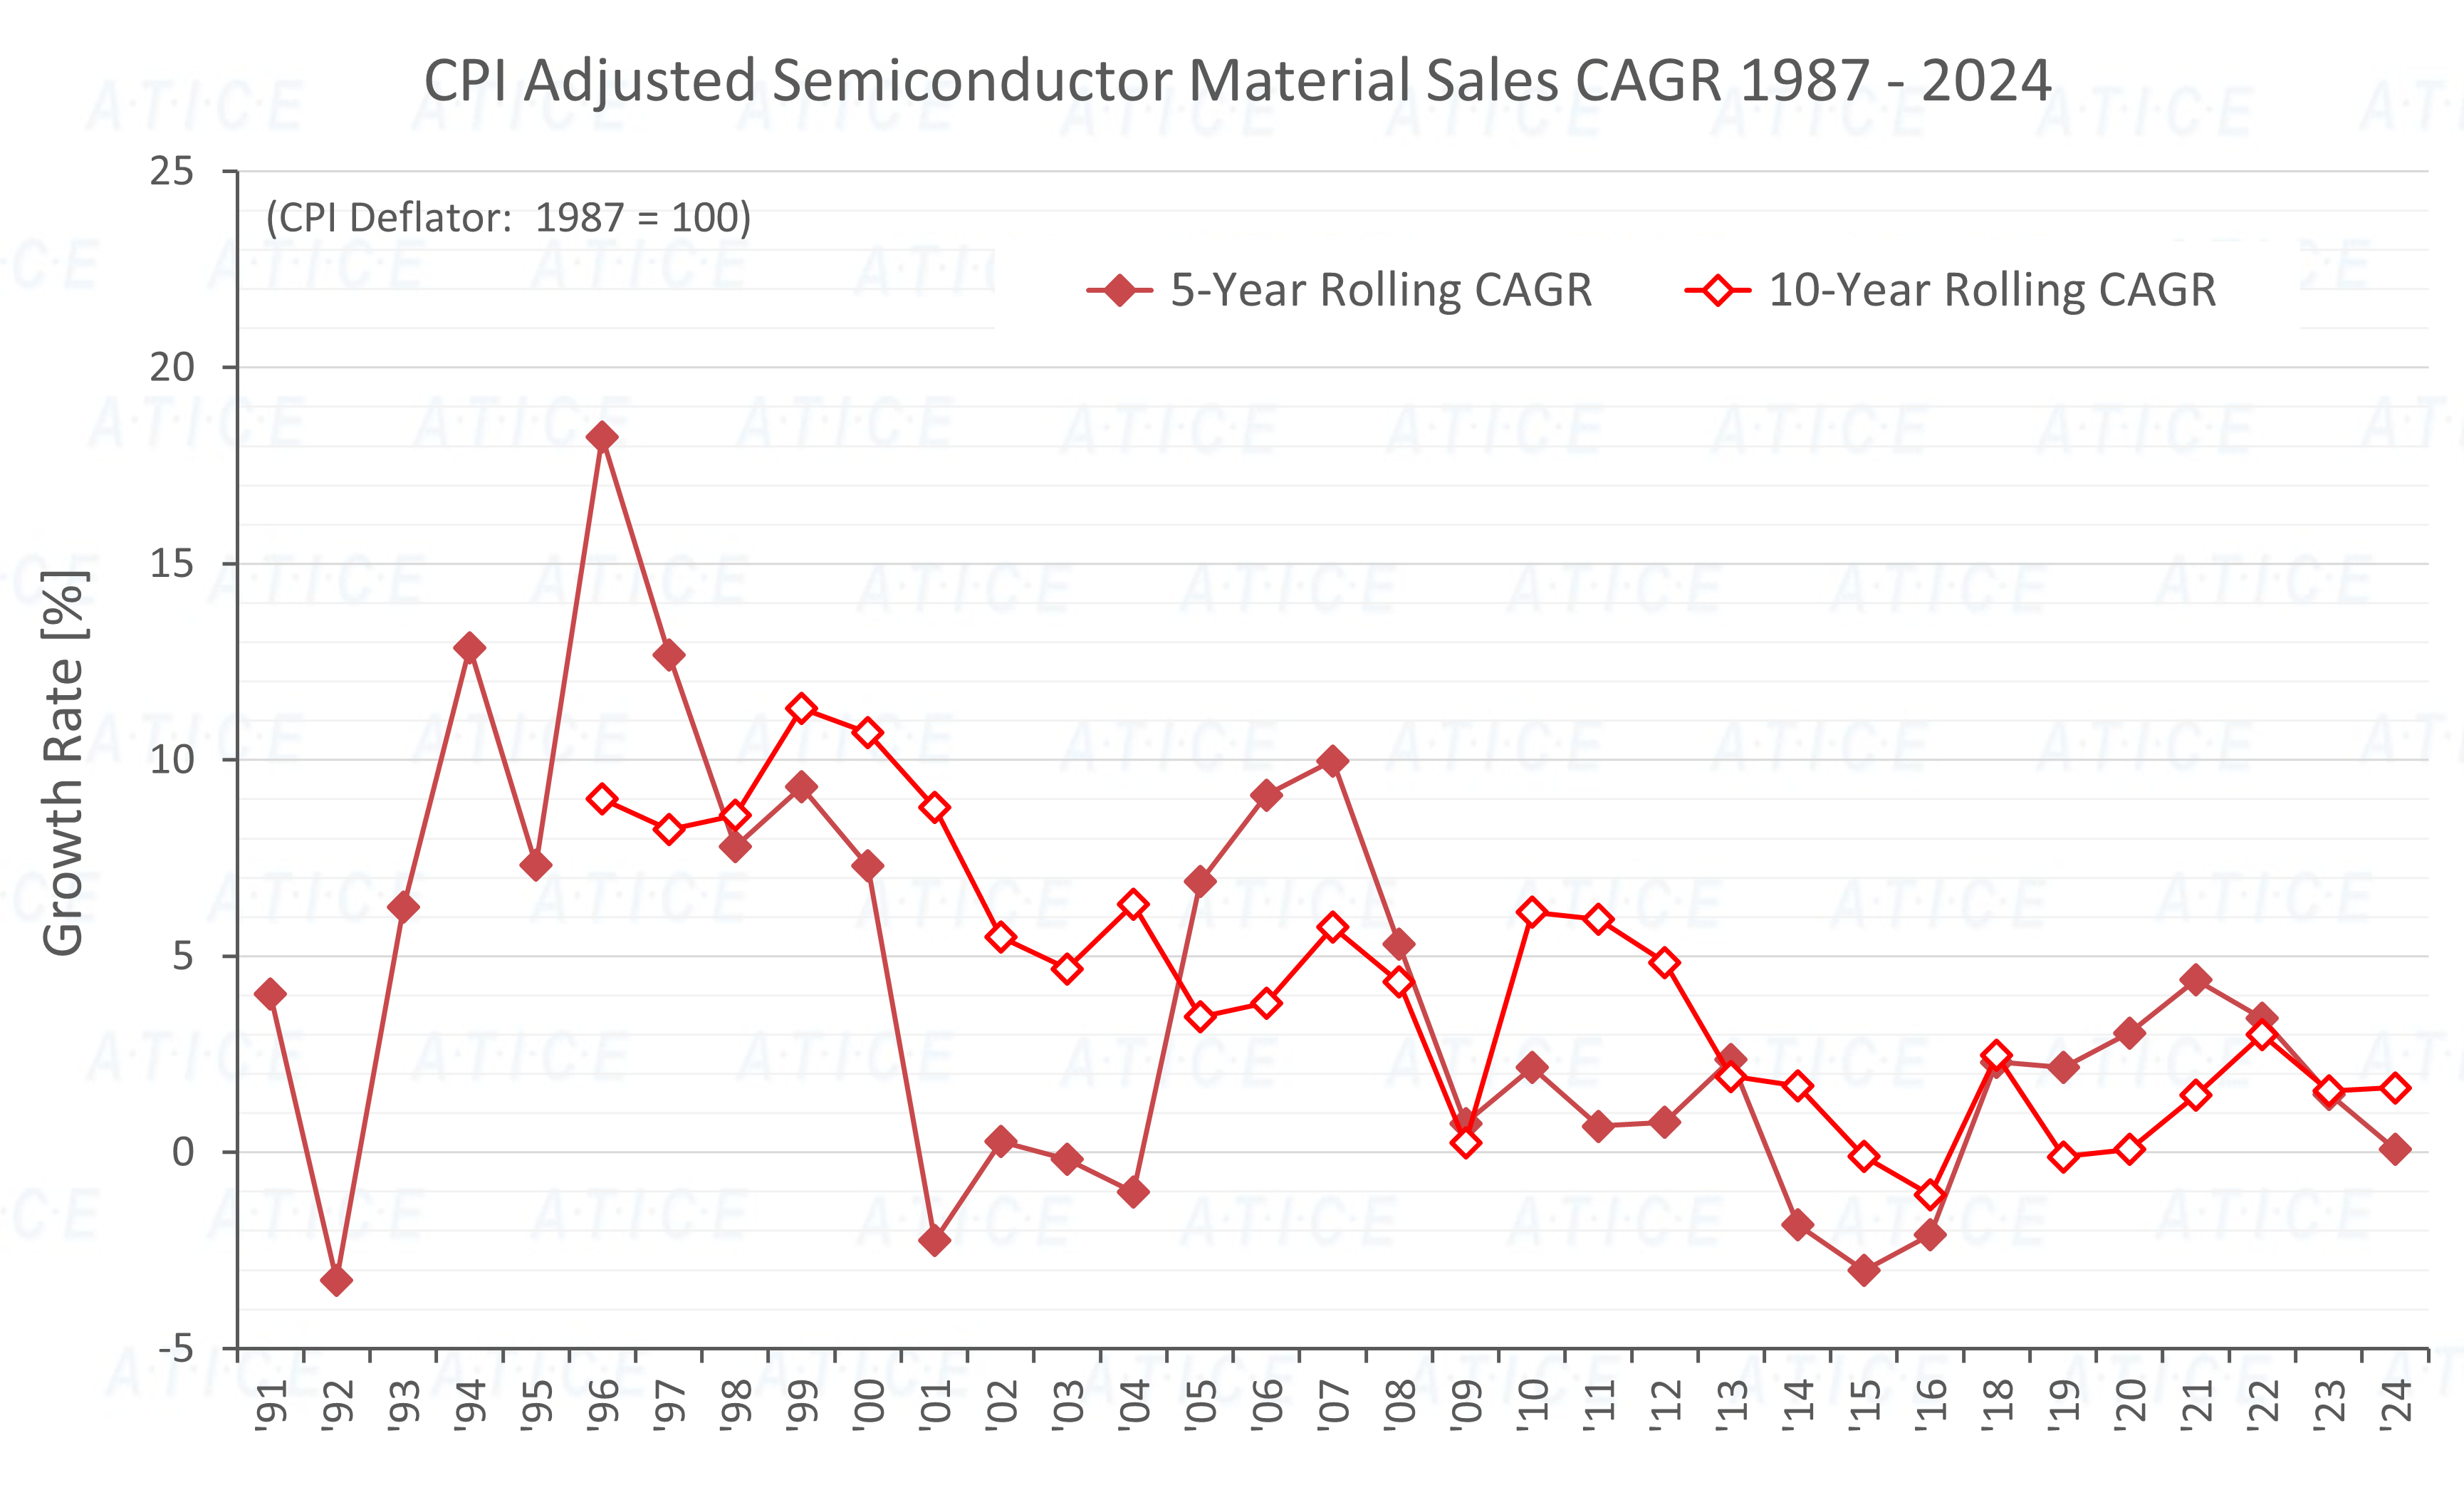 CPI Adjusted Semiconductor Material Sales CAGR 1987 - 2024
(CPI Deflator: 1987 = 100)
5-Year Rolling CAGR 10-Year Rolling CAGR
Growth Rate [%]
25
20
15
10
5
0
-5
'91 '92 '93 '94 '95 '96 '97 '98 '99 '00 '01 '02 '03 '04 '05 '06 '07 '08 '09 '10 '11 '12 '13 '14 '15 '16 '18 '19 '20 '21 '22 '23 '24
A·T·I·C·E